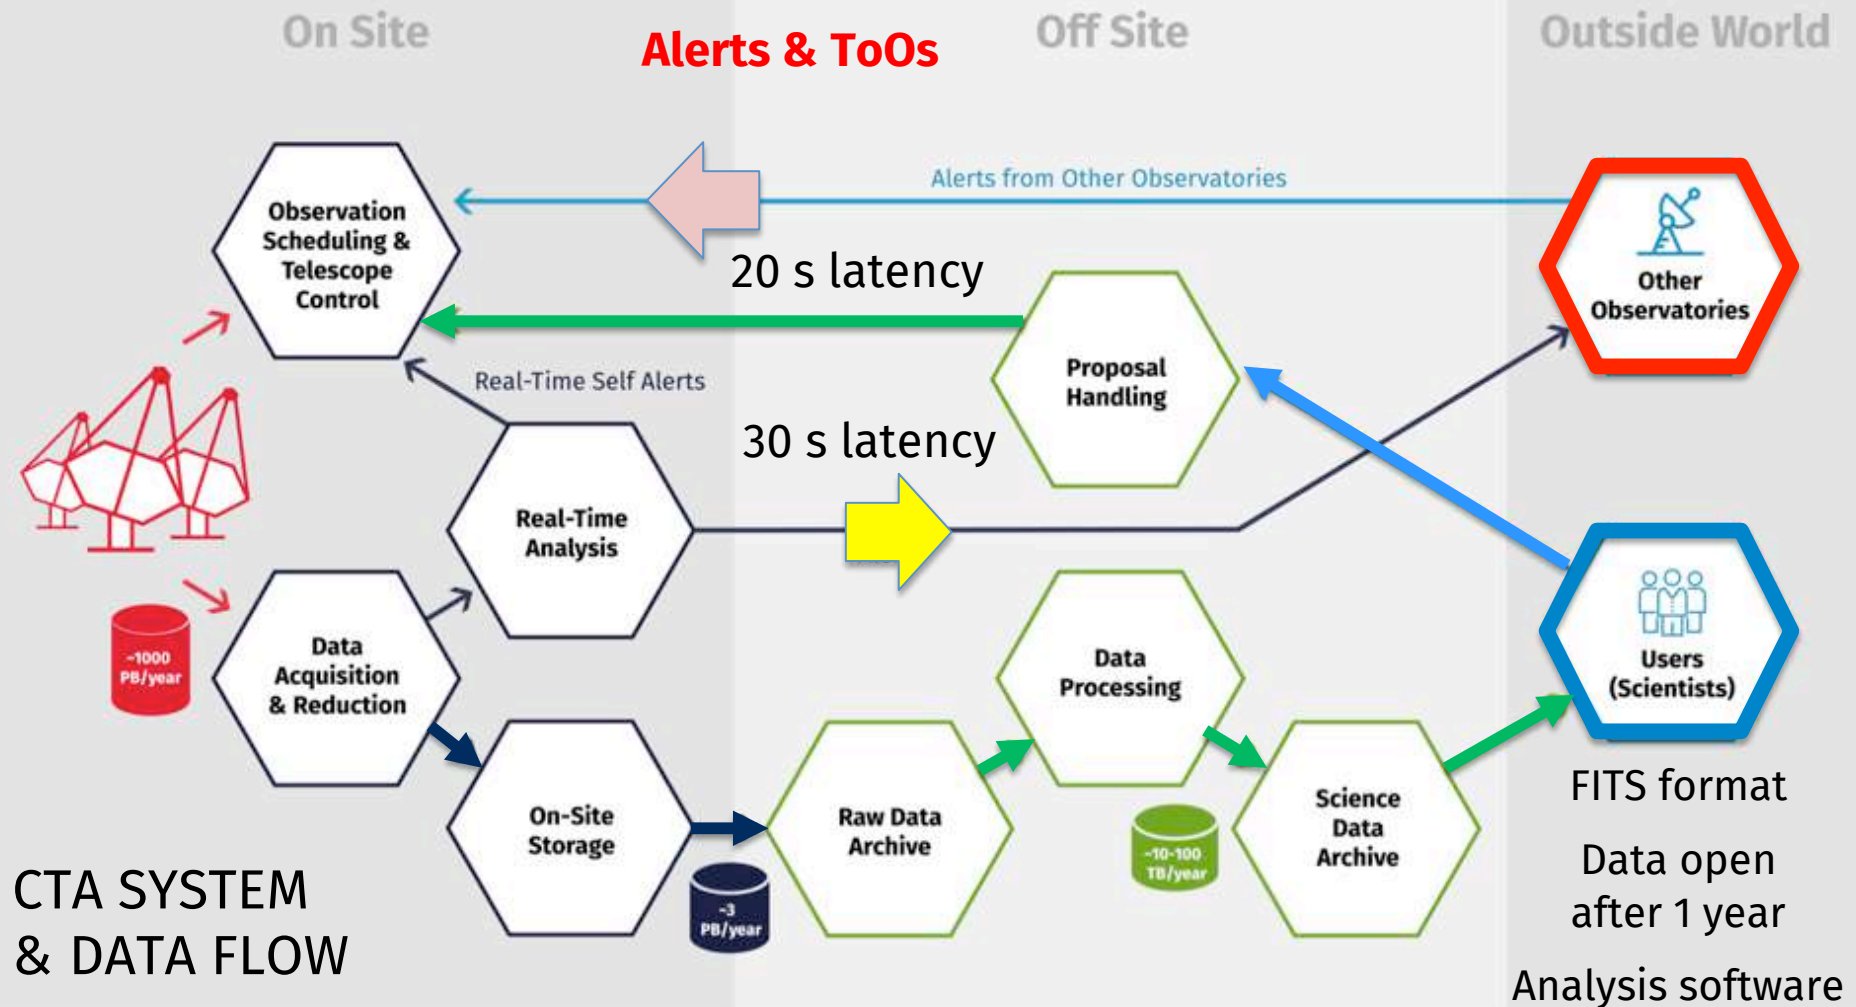 On Site
Alerts & ToOs
Off Site
Outside World
Alerts from Other Observatories
Observation
Scheduling &
Telescope
Control
20 s latency
Other
Observatories
Proposal
Handling
Real-Time Self Alerts
30 s latency
Real-Time
Analysis
~1000
PB/year
Data
Acquisition
& Reduction
Data
Processing
Users
(Scientists)
On-Site
Storage
Raw Data
Archive
Science
Data
Archive
~3
PB/year
~10-100
TB/year
FITS format
Data open
after 1 year
Analysis software
CTA SYSTEM
& DATA FLOW